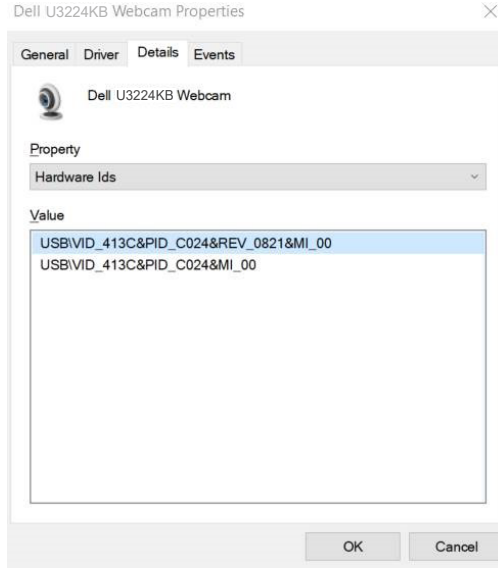 Dell U3224KB Webcam Properties
General Driver Details Events
Dell U3224KB Webcam
Property
Hardware Ids
Value
USB\VID_413C&PID_C024&REV_0821&MI_00
USB\VID_413C&PID_C024&MI_00
OK Cancel